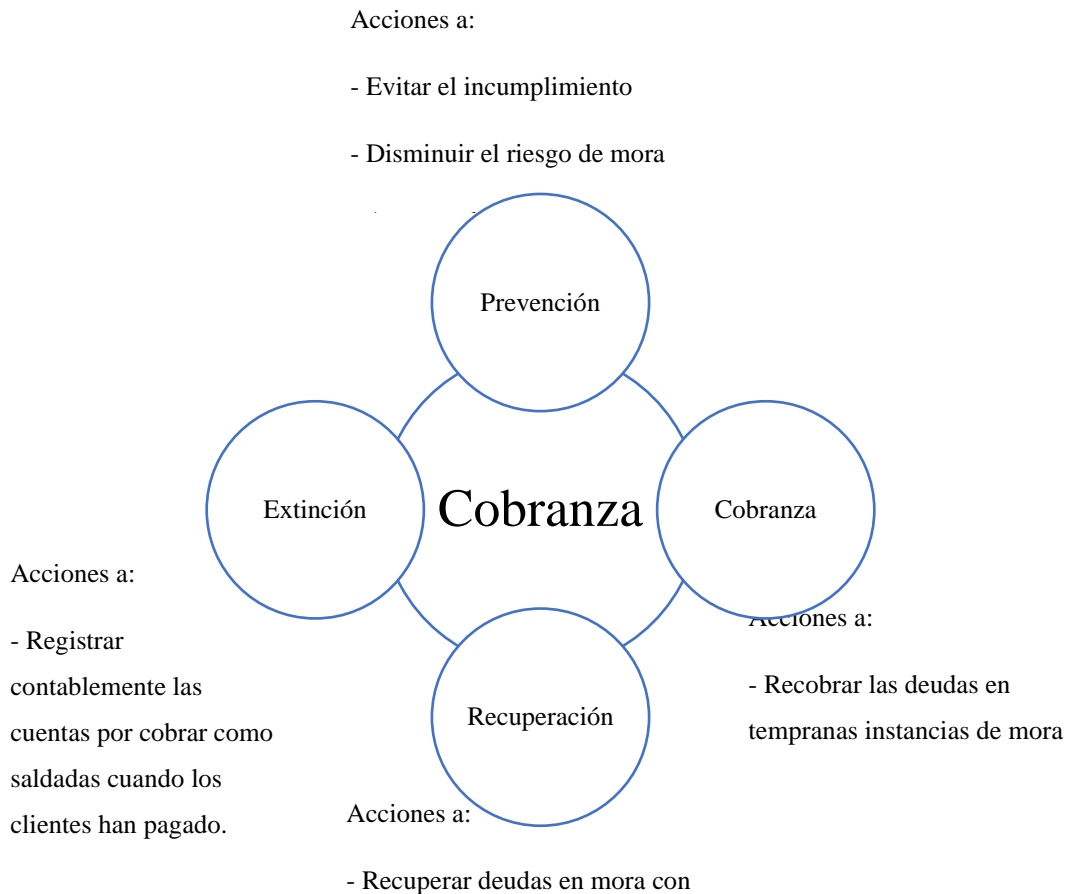 Acciones a:
- Evitar el incumplimiento
- Disminuir el riesgo de mora
Prevención
Extinción
Cobranza
Cobranza
Acciones a:
- Registrar
contablemente las
cuentas por cobrar como
saldadas cuando los
clientes han pagado.
Acciones a:
- Recobrar las deudas en
tempranas instancias de mora
Recuperación
Acciones a:
- Recuperar deudas en mora con